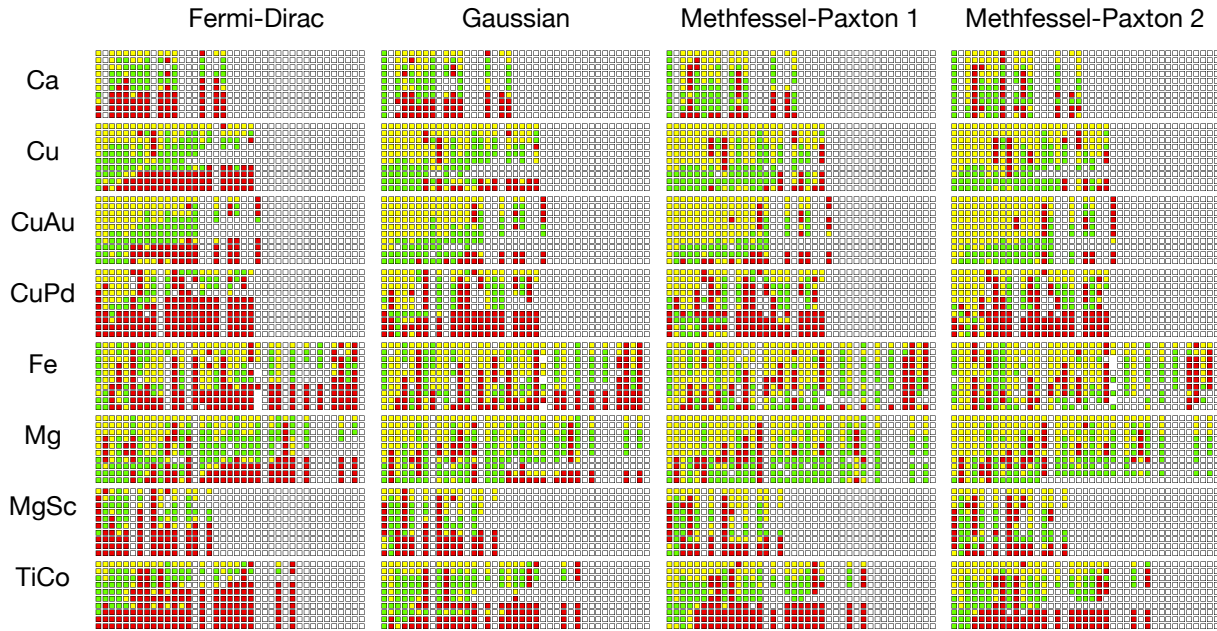 Fermi-Dirac Gaussian Methfessel-Paxton 1 Methfessel-Paxton 2
Ca
Cu
CuAu
CuPd
Fe
Mg
MgSc
TiCo